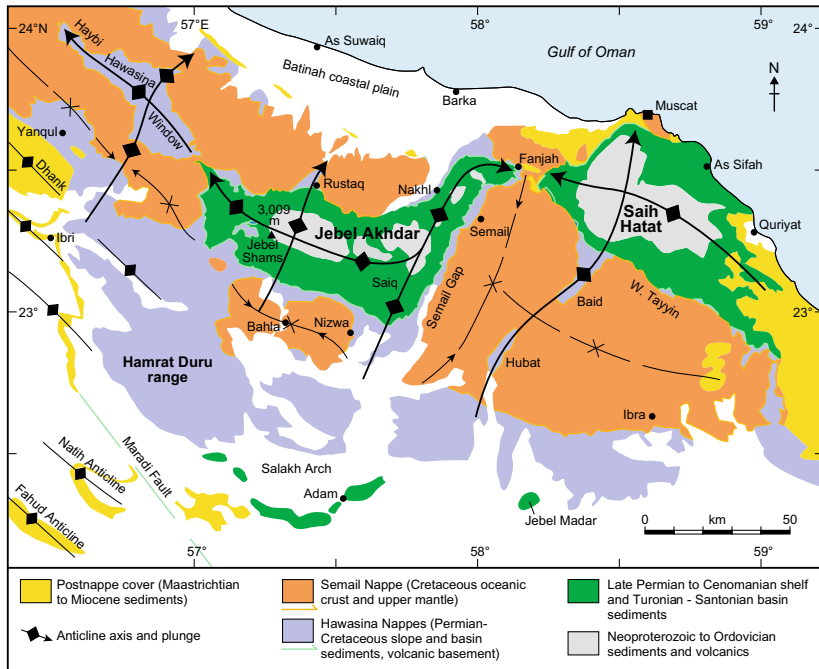 24°N
57°E
58°
59°
24°
Haybi
Hawasina
Window
As Suwaiq
Gulf of Oman
Batinah coastal plain
Barka
N
Muscat
Yanqul
Dhank
Fanjah
As Sifah
Rustaq
Nakhl
3,009
m
Jebel Akhdar
Saih
Hatat
Ibri
Jebel
Shams
Semail
Quriyat
Saiq
Semail Gap
Baid
W. Tayyin
23°
23°
Bahla
Nizwa
Hamrat Duru
range
Hubat
Ibra
Maradi Fault
Natih Anticline
Salakh Arch
Adam
Fahud Anticline
Jebel Madar
0 km 50
57°
58°
59°
Postnappe cover (Maastrichtian
to Miocene sediments)
Anticline axis and plunge
Semail Nappe (Cretaceous oceanic
crust and upper mantle)
Hawasina Nappes (Permian-
Cretaceous slope and basin
sediments, volcanic basement)
Late Permian to Cenomanian shelf
and Turonian - Santonian basin
sediments
Neoproterozoic to Ordovician
sediments and volcanics